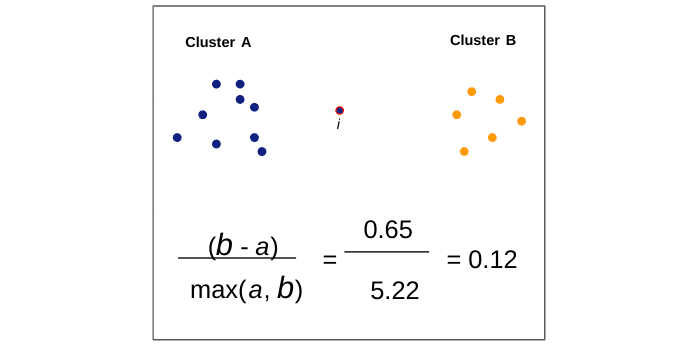 Cluster A
Cluster B
i
(b - a)
max(a, b)
=
0.65
5.22
= 0.12